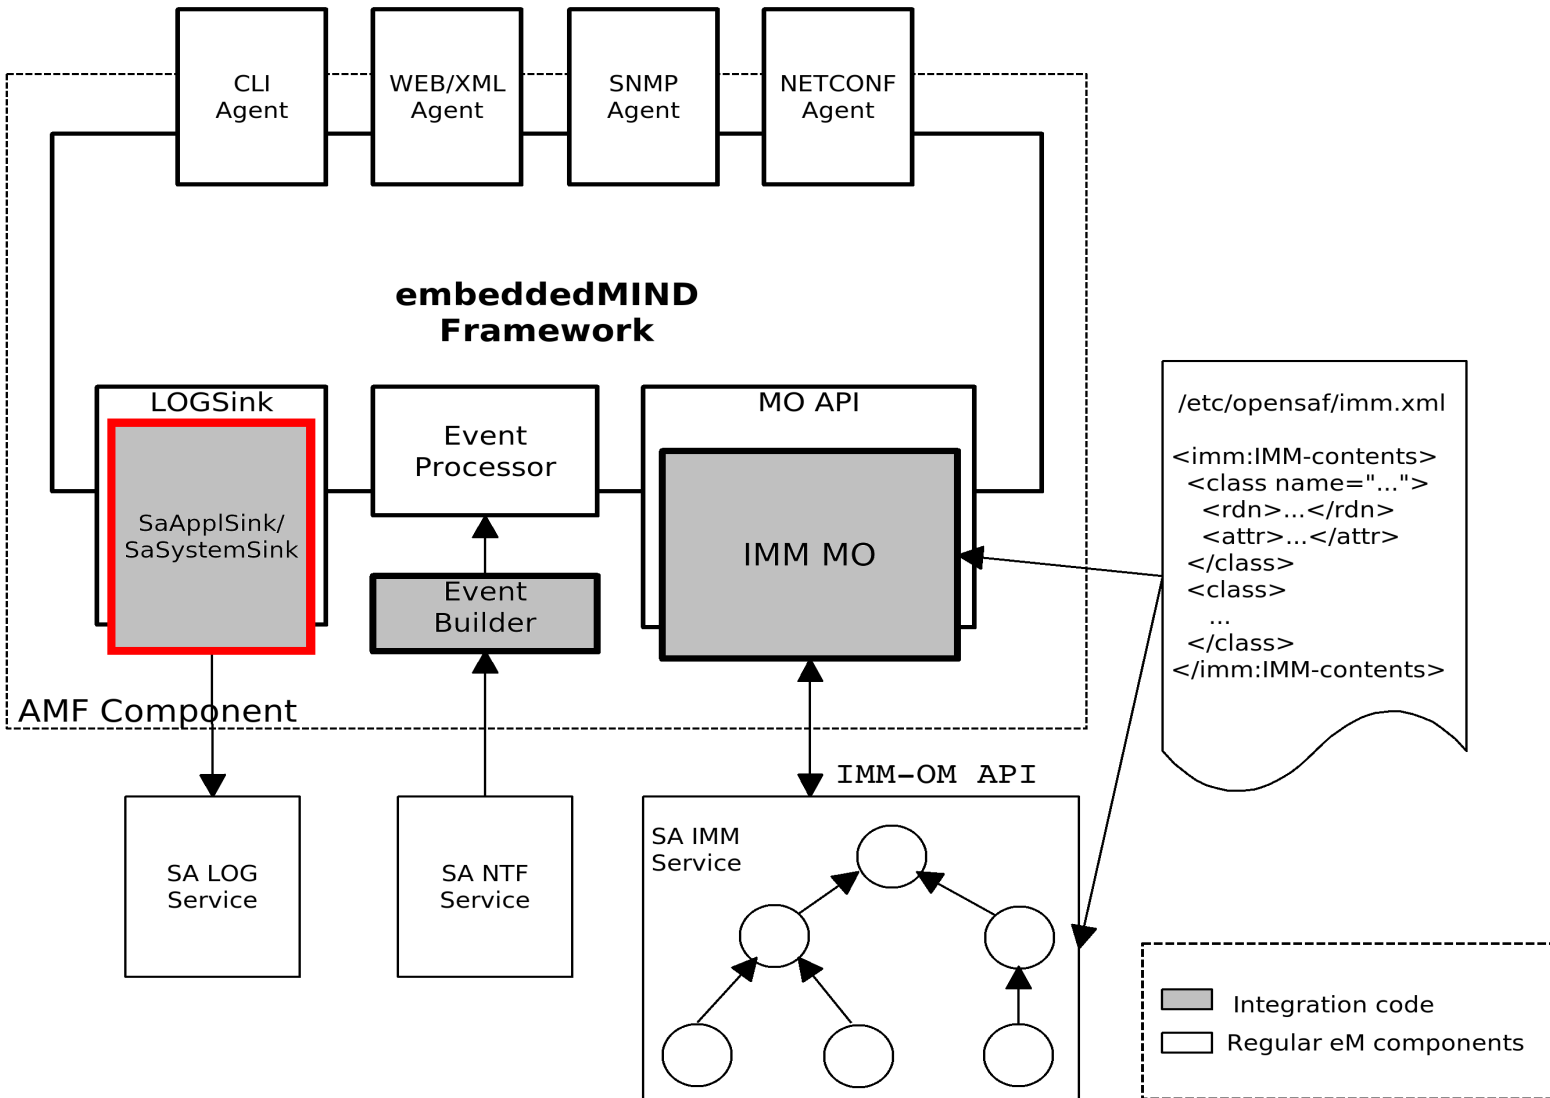 CLI
Agent
WEB/XML
Agent
SNMP
Agent
NETCONF
Agent
embeddedMIND
Framework
LOGSink
SaApplSink/
SaSystemSink
Event
Processor
Event
Builder
MO API
IMM MO
AMF Component
/etc/opensaf/imm.xml
<imm:IMM-contents>
<class name="...">
<rdn>...</rdn>
<attr>...</attr>
</class>
<class>
...
</class>
</imm:IMM-contents>
IMM-OM API
SA LOG
Service
SA NTF
Service
SA IMM
Service
Integration code
Regular eM components